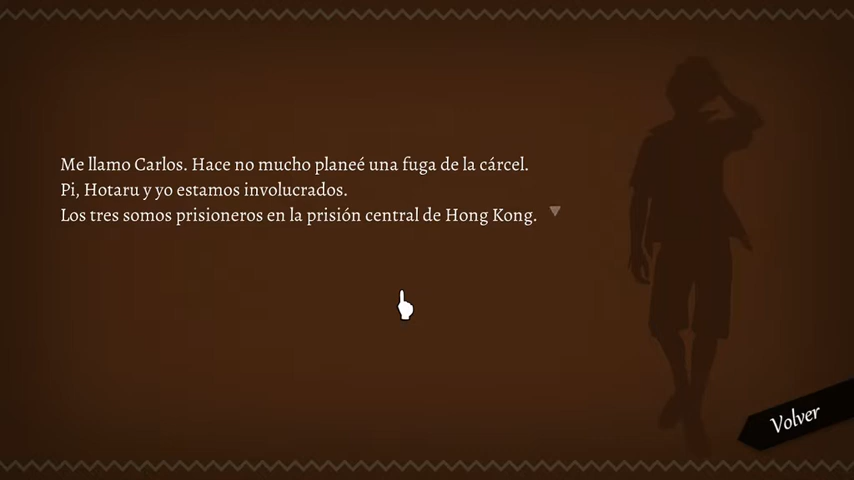 Me llamo Carlos. Hace no mucho planeé una fuga de la cárcel.
Pi, Hotaru y yo estamos involucrados.
Los tres somos prisioneros en la prisión central de Hong Kong.
Volver